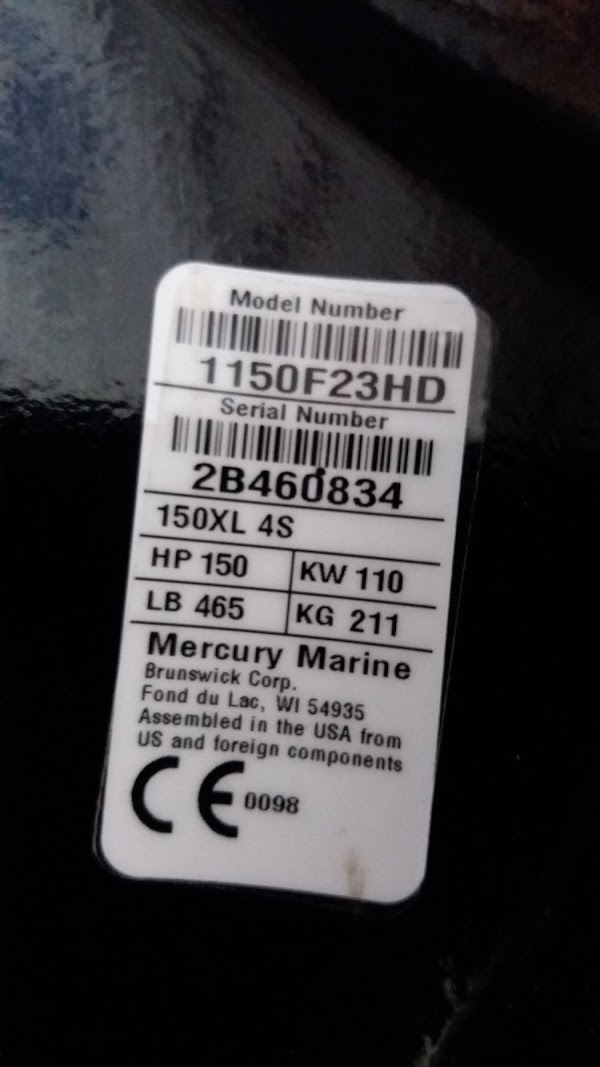 Model Number
1150F23HD
Serial Number
2B460834
150XL 4S
HP 150 KW 110
LB 465 KG 211
Mercury Marine
Brunswick Corp.
Fond du Lac, WI 54935
Assembled in the USA from
US and foreign components
CE 0098